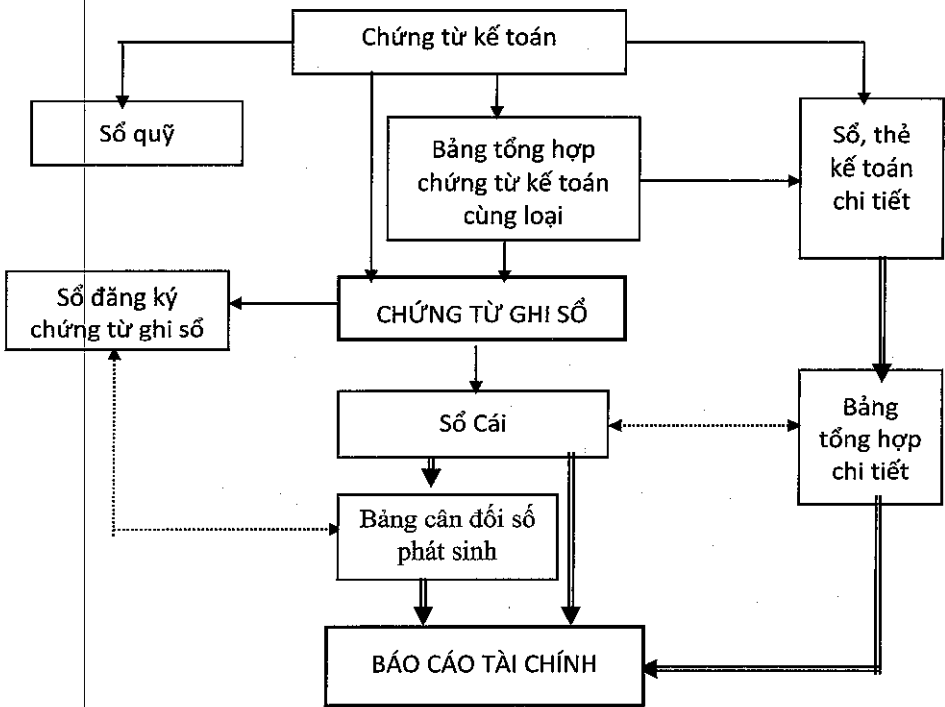 Chứng từ kế toán
Sổ quỹ
Bảng tổng hợp
chứng từ kế toán
cùng loại
Sổ, thẻ
kế toán
chi tiết
Sổ đăng ký
chứng từ ghi sổ
CHỨNG TỪ GHI SỔ
Sổ Cái
Bảng
tổng hợp
chi tiết
Bảng cân đối số
phát sinh
BÁO CÁO TÀI CHÍNH